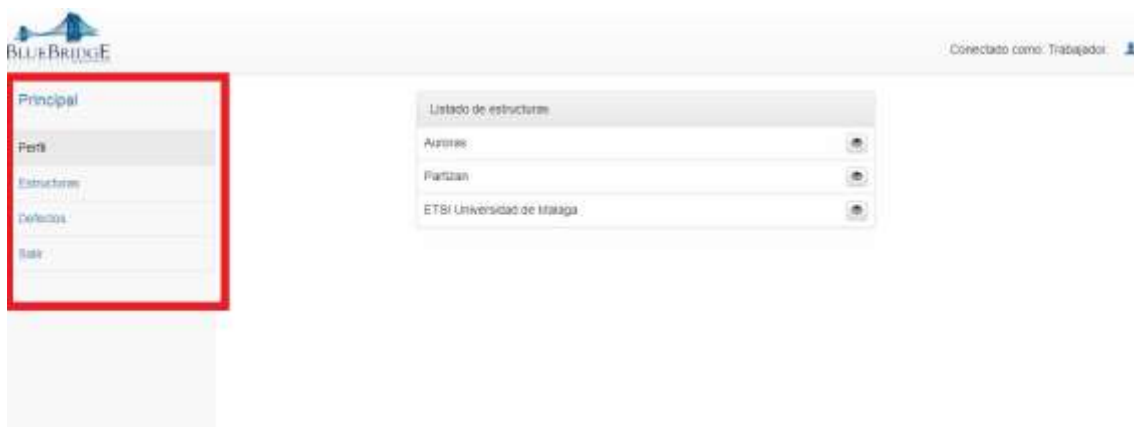 BLUEBRIDGE
Conectado como: Trabajador
Principal
Perfil
Estructuras
Defectos
Salir
Listado de estructuras
Auroras
Partizan
ETSI Universidad de Malaga